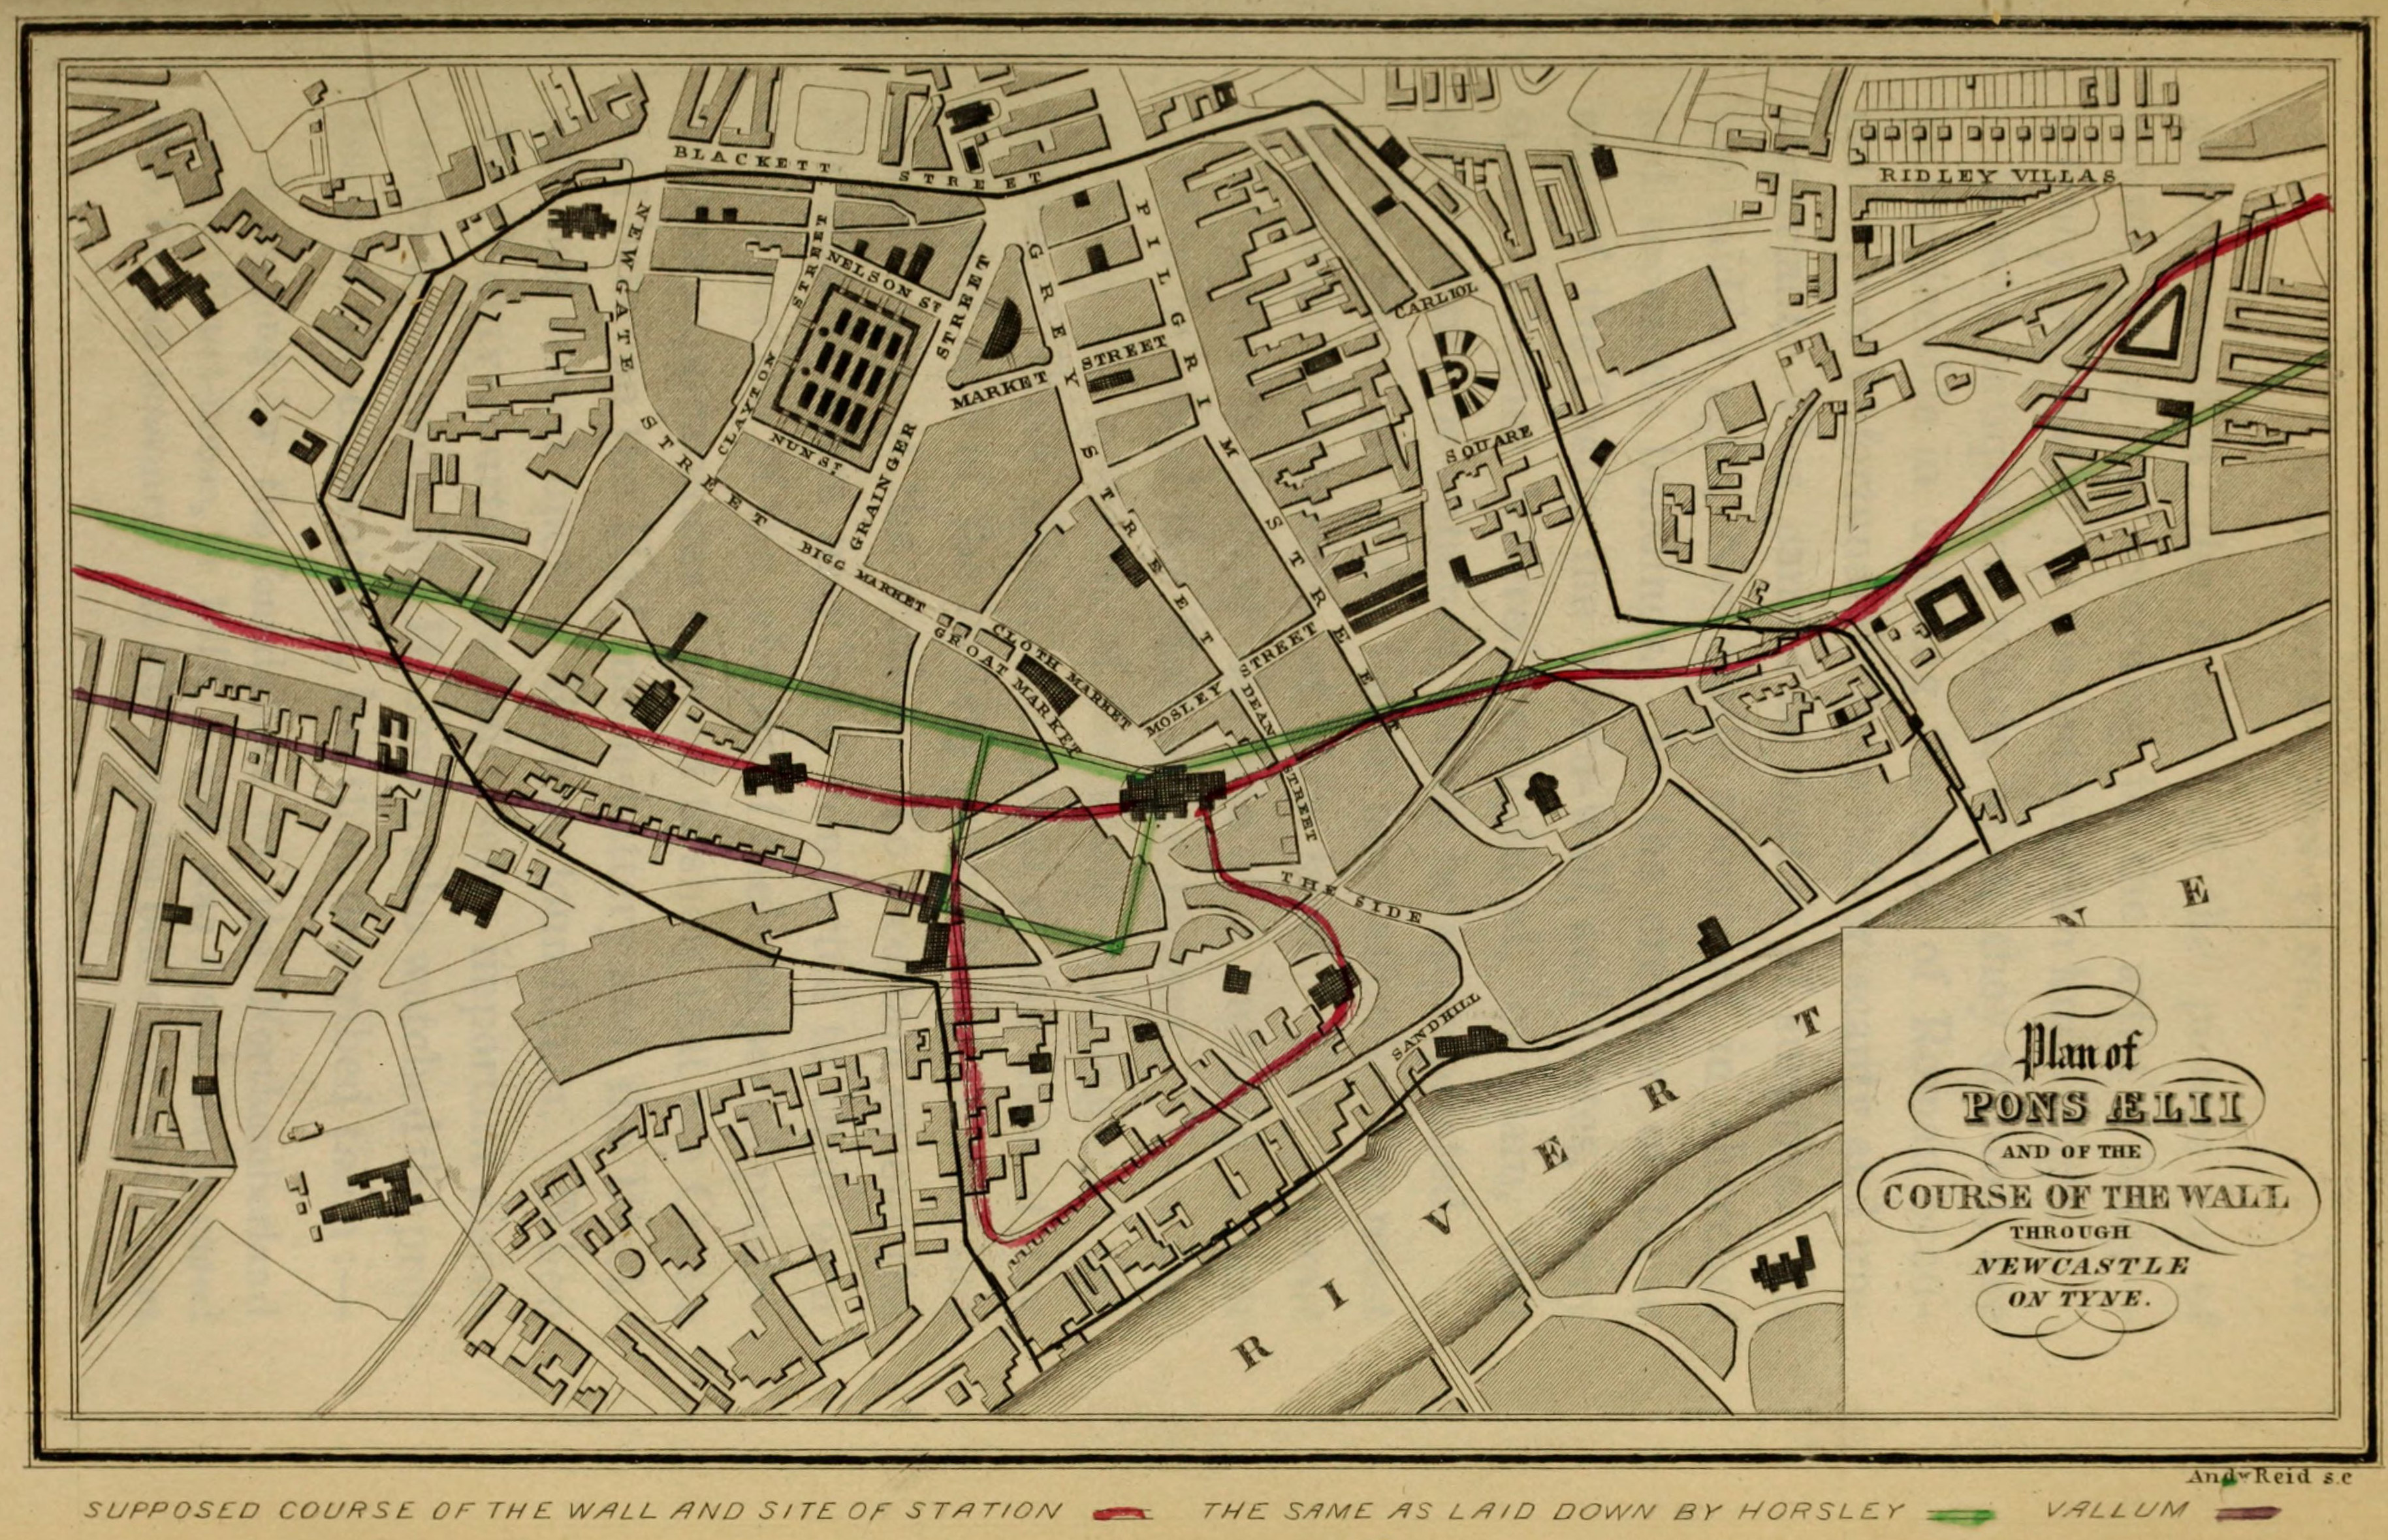 BLACKETT STREET
RIDLEY VILLAS
NEWGATE STREET
CLAYTON STREET
NELSON ST
NUN ST
GRAINGER STREET
MARKET STREET
GREY STREET
PILGRIM STREET
CARLIOL SQUARE
BIGG MARKET
GROAT MARKET
CLOTH MARKET
MOSLEY STREET
DEAN STREET
THE SIDE
SANDHILL
RIVER TYNE
Plan of
PONS ÆLII
AND OF THE
COURSE OF THE WALL
THROUGH
NEWCASTLE
ON TYNE.
Andw Reid s.c
SUPPOSED COURSE OF THE WALL AND SITE OF STATION THE SAME AS LAID DOWN BY HORSLEY VALLUM